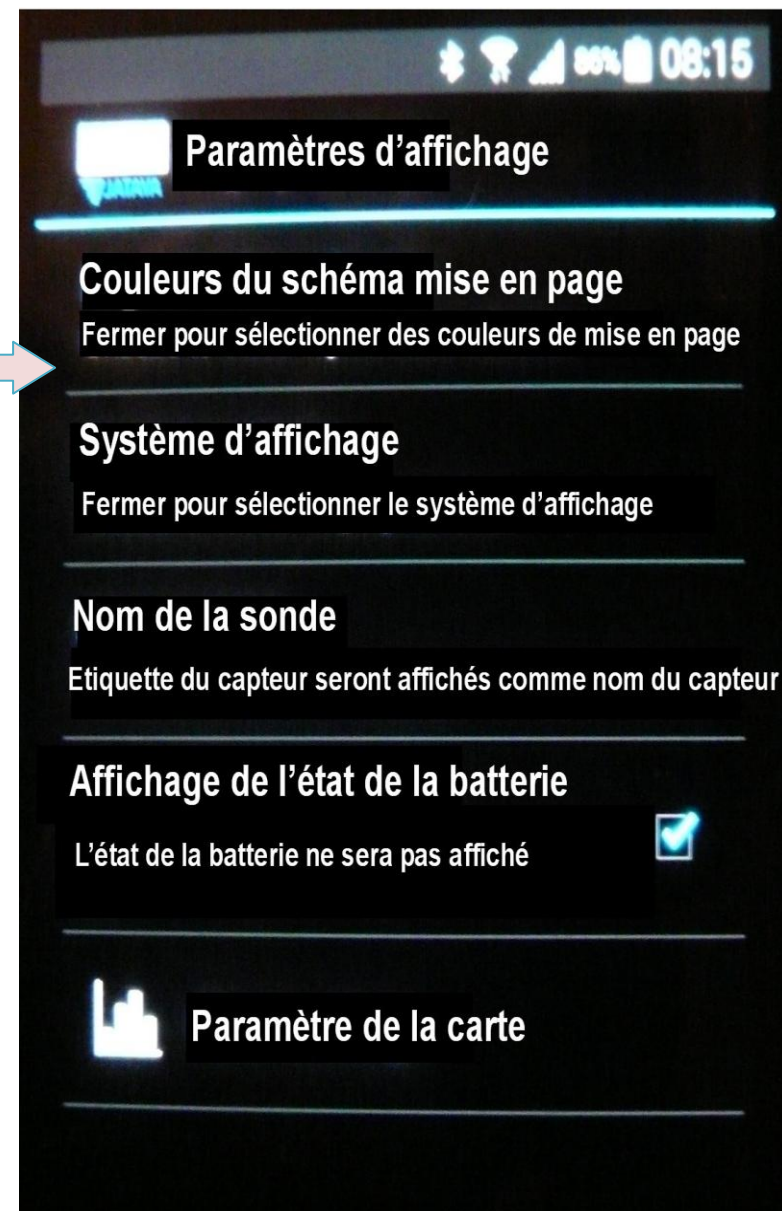 86% 08:15
Paramètres d’affichage
Couleurs du schéma mise en page
Fermer pour sélectionner des couleurs de mise en page
Système d’affichage
Fermer pour sélectionner le système d’affichage
Nom de la sonde
Etiquette du capteur seront affichés comme nom du capteur
Affichage de l’état de la batterie
L’état de la batterie ne sera pas affiché
Paramètre de la carte